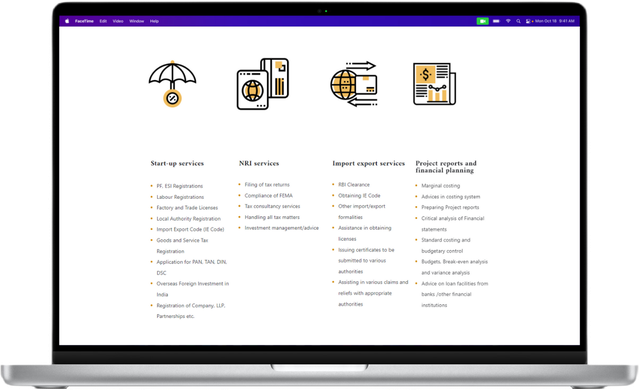 FaceTime Edit Video Window Help
Mon Oct 18 9:41 AM
Start-up services
PF. ESI Registrations
Labour Registrations
Factory and Trade Licenses
Local Authority Registration
Import Export Code (IE Code)
Goods and Service Tax
Registration
Application for PAN, TAN, DIN,
DSC
Overseas Foreign Investment in
India
Registration of Company, LLP,
Partnerships etc.
NRI services
Filing of tax returns
Compliance of FEMA
Tax consultancy services
Handling all tax matters
Investment management/advice
Import export services
RBI Clearance
Obtaining IE Code
Other import/export
formalities
Assistance in obtaining
licenses
Issuing certificates to be
submitted to various
authorities
Assisting in various claims and
reliefs with appropriate
authorities
$
Project reports and
financial planning
Marginal costing
Advices in costing system
Preparing Project reports
Critical analysis of Financial
statements
Standard costing and
budgetary control.
Budgets, Break-even analysis
and variance analysis
Advice on loan facilities from
banks /other financial
institutions